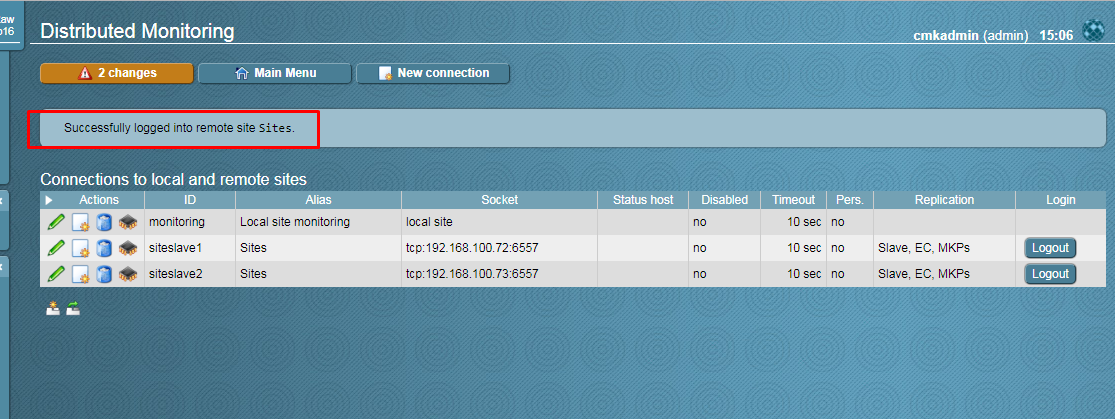 aw
p16
Distributed Monitoring
cmkadmin (admin) 15:06
2 changes Main Menu New connection
Successfully logged into remote site Sites.
Connections to local and remote sites
Actions ID Alias Socket Status host Disabled Timeout Pers. Replication Login
monitoring Local site monitoring local site no 10 sec no
siteslave1 Sites tcp:192.168.100.72:6557 no 10 sec no Slave, EC, MKPs Logout
siteslave2 Sites tcp:192.168.100.73:6557 no 10 sec no Slave, EC, MKPs Logout